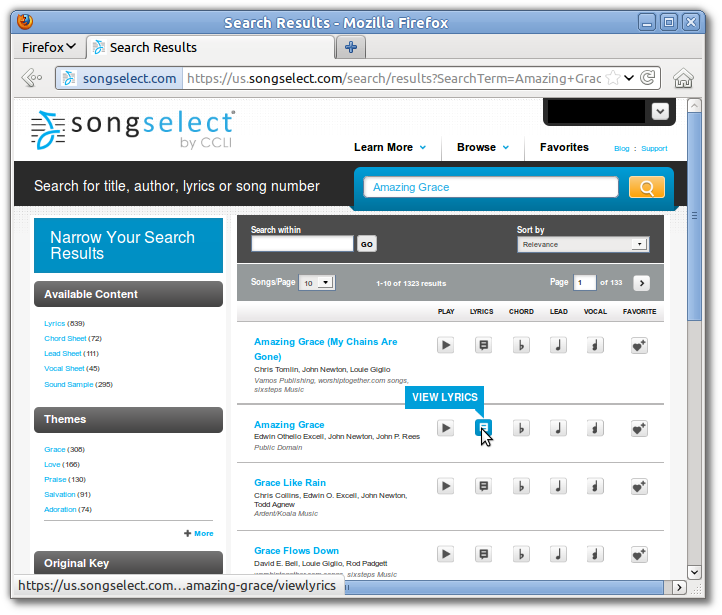 Search Results - Mozilla Firefox
Firefox
Search Results
songselect.com
https://us.songselect.com/search/results?SearchTerm=Amazing+Grac
songselect
by CCLI
Learn More
Browse
Favorites
Blog : Support
Search for title, author, lyrics or song number
Amazing Grace
Narrow Your Search
Results
Available Content
Lyrics (839)
Chord Sheet (72)
Lead Sheet (111)
Vocal Sheet (45)
Sound Sample (295)
Themes
Grace (308)
Love (166)
Praise (130)
Salvation (91)
Adoration (74)
More
Original Key
Search within
GO
Sort by
Relevance
Songs/Page 10
1-10 of 1323 results
Page 1 of 133
PLAY LYRICS CHORD LEAD VOCAL FAVORITE
Amazing Grace (My Chains Are
Gone)
Chris Tomlin, John Newton, Louie Giglio
Vamos Publishing, worshiptogether.com songs,
sixsteps Music
VIEW LYRICS
Amazing Grace
Edwin Othello Excell, John Newton, John P. Rees
Public Domain
Grace Like Rain
Chris Collins, Edwin O. Excell, John Newton,
Todd Agnew
Ardent/Koala Music
Grace Flows Down
David E. Bell, Louie Giglio, Rod Padgett
worshiptogether.com songs, sixsteps Music
https://us.songselect.com...amazing-grace/viewlyrics